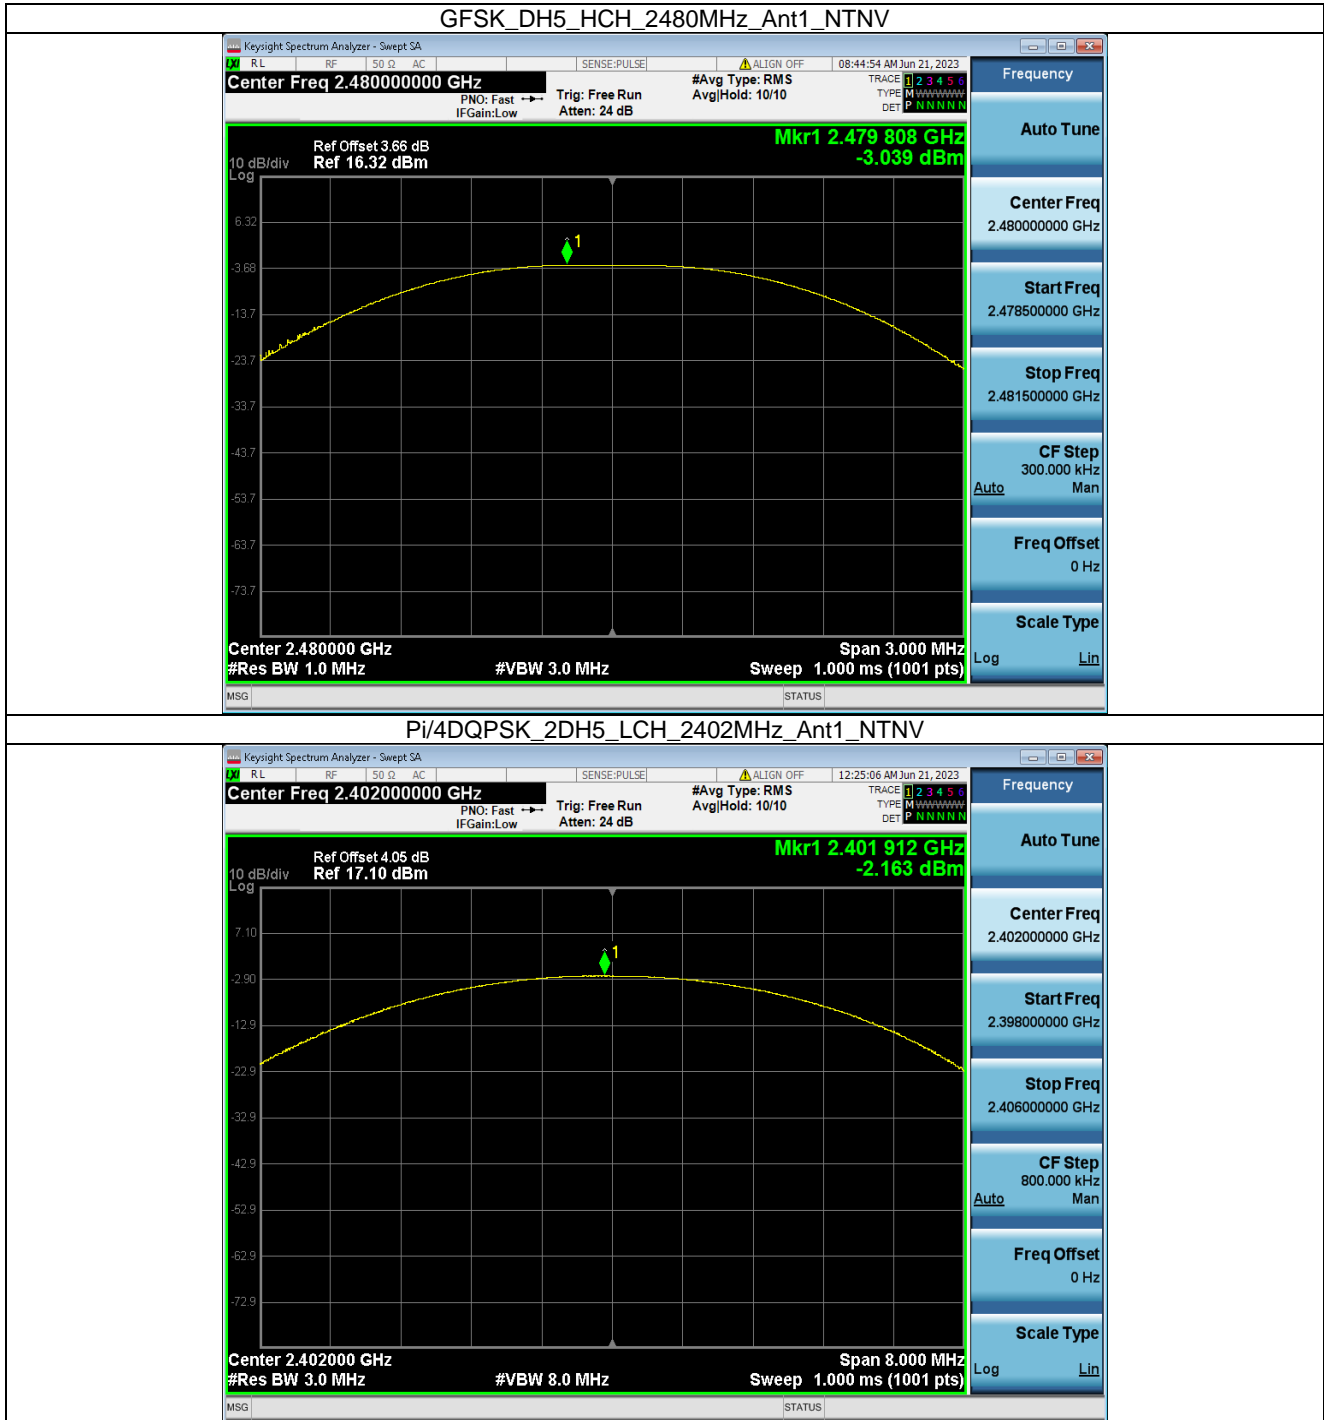 GFSK_DH5_HCH_2480MHz_Ant1_NTNV
Keysight Spectrum Analyzer - Swept SA
LXI RL RF 50 Ω AC SENSE:PULSE ALIGN OFF 08:44:54 AM Jun 21, 2023
Center Freq 2.480000000 GHz
PNO: Fast
IFGain:Low
Trig: Free Run
Atten: 24 dB
#Avg Type: RMS
Avg|Hold: 10/10
TRACE 1 2 3 4 5 6
TYPE M WWWWW
DET P N N N N N
Frequency
Auto Tune
Center Freq
2.480000000 GHz
Start Freq
2.478500000 GHz
Stop Freq
2.481500000 GHz
CF Step
300.000 kHz
Auto Man
Freq Offset
0 Hz
Scale Type
Log Lin
Mkr1 2.479 808 GHz
-3.039 dBm
Ref Offset 3.66 dB
10 dB/div Ref 16.32 dBm
Log
1
6.32
-3.68
-13.7
-23.7
-33.7
-43.7
-53.7
-63.7
-73.7
Center 2.480000 GHz Span 3.000 MHz
#Res BW 1.0 MHz #VBW 3.0 MHz Sweep 1.000 ms (1001 pts)
MSG STATUS
Pi/4DQPSK_2DH5_LCH_2402MHz_Ant1_NTNV
Keysight Spectrum Analyzer - Swept SA
LXI RL RF 50 Ω AC SENSE:PULSE ALIGN OFF 12:25:06 AM Jun 21, 2023
Center Freq 2.402000000 GHz
PNO: Fast
IFGain:Low
Trig: Free Run
Atten: 24 dB
#Avg Type: RMS
Avg|Hold: 10/10
TRACE 1 2 3 4 5 6
TYPE M WWWWW
DET P N N N N N
Frequency
Auto Tune
Center Freq
2.402000000 GHz
Start Freq
2.398000000 GHz
Stop Freq
2.406000000 GHz
CF Step
800.000 kHz
Auto Man
Freq Offset
0 Hz
Scale Type
Log Lin
Mkr1 2.401 912 GHz
-2.163 dBm
Ref Offset 4.05 dB
10 dB/div Ref 17.10 dBm
Log
1
7.10
-2.90
-12.9
-22.9
-32.9
-42.9
-52.9
-62.9
-72.9
Center 2.402000 GHz Span 8.000 MHz
#Res BW 3.0 MHz #VBW 8.0 MHz Sweep 1.000 ms (1001 pts)
MSG STATUS